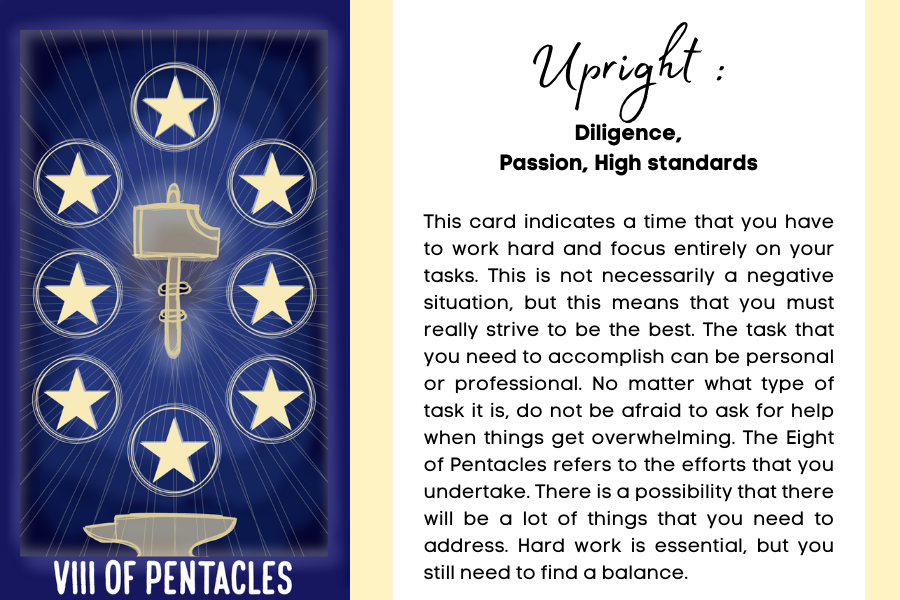 VIII OF PENTACLES
Upright :
Diligence,
Passion, High standards
This card indicates a time that you have
to work hard and focus entirely on your
tasks. This is not necessarily a negative
situation, but this means that you must
really strive to be the best. The task that
you need to accomplish can be personal
or professional. No matter what type of
task it is, do not be afraid to ask for help
when things get overwhelming. The Eight
of Pentacles refers to the efforts that you
undertake. There is a possibility that there
will be a lot of things that you need to
address. Hard work is essential, but you
still need to find a balance.